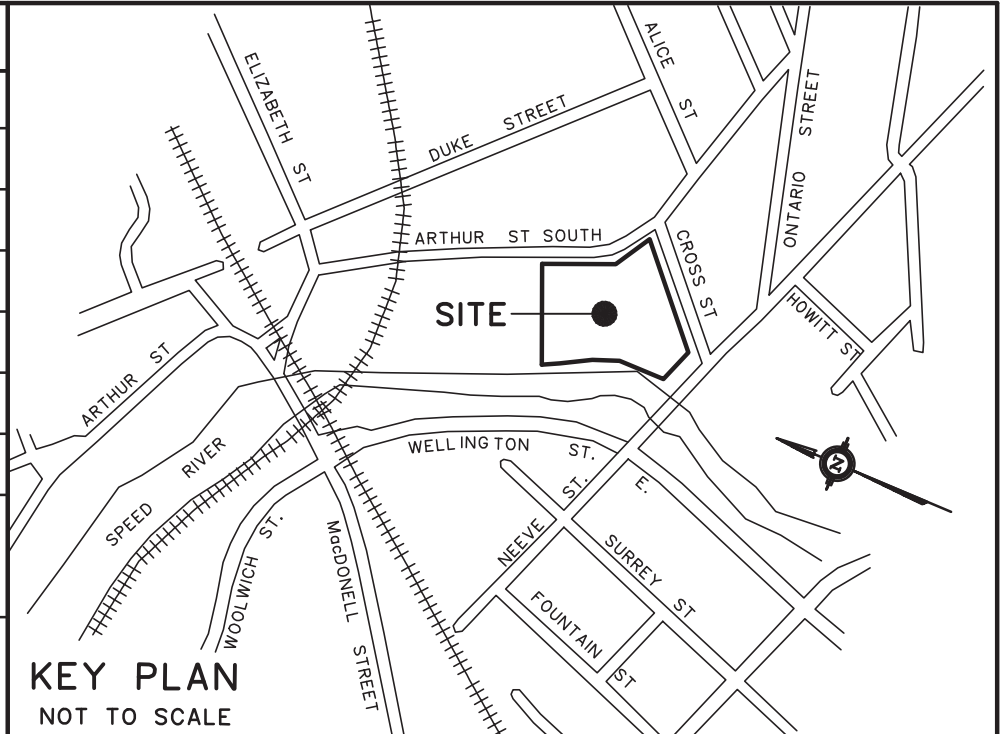 ELIZABETH ST
ALICE ST
DUKE STREET
ONTARIO STREET
ARTHUR ST SOUTH
CROSS ST
SITE
HOWITT ST
ARTHUR ST
WELLINGTON ST. E.
SPEED RIVER
N
NEEVE ST.
WOOLWICH ST.
MacDONELL STREET
SURREY ST
FOUNTAIN ST
KEY PLAN
NOT TO SCALE